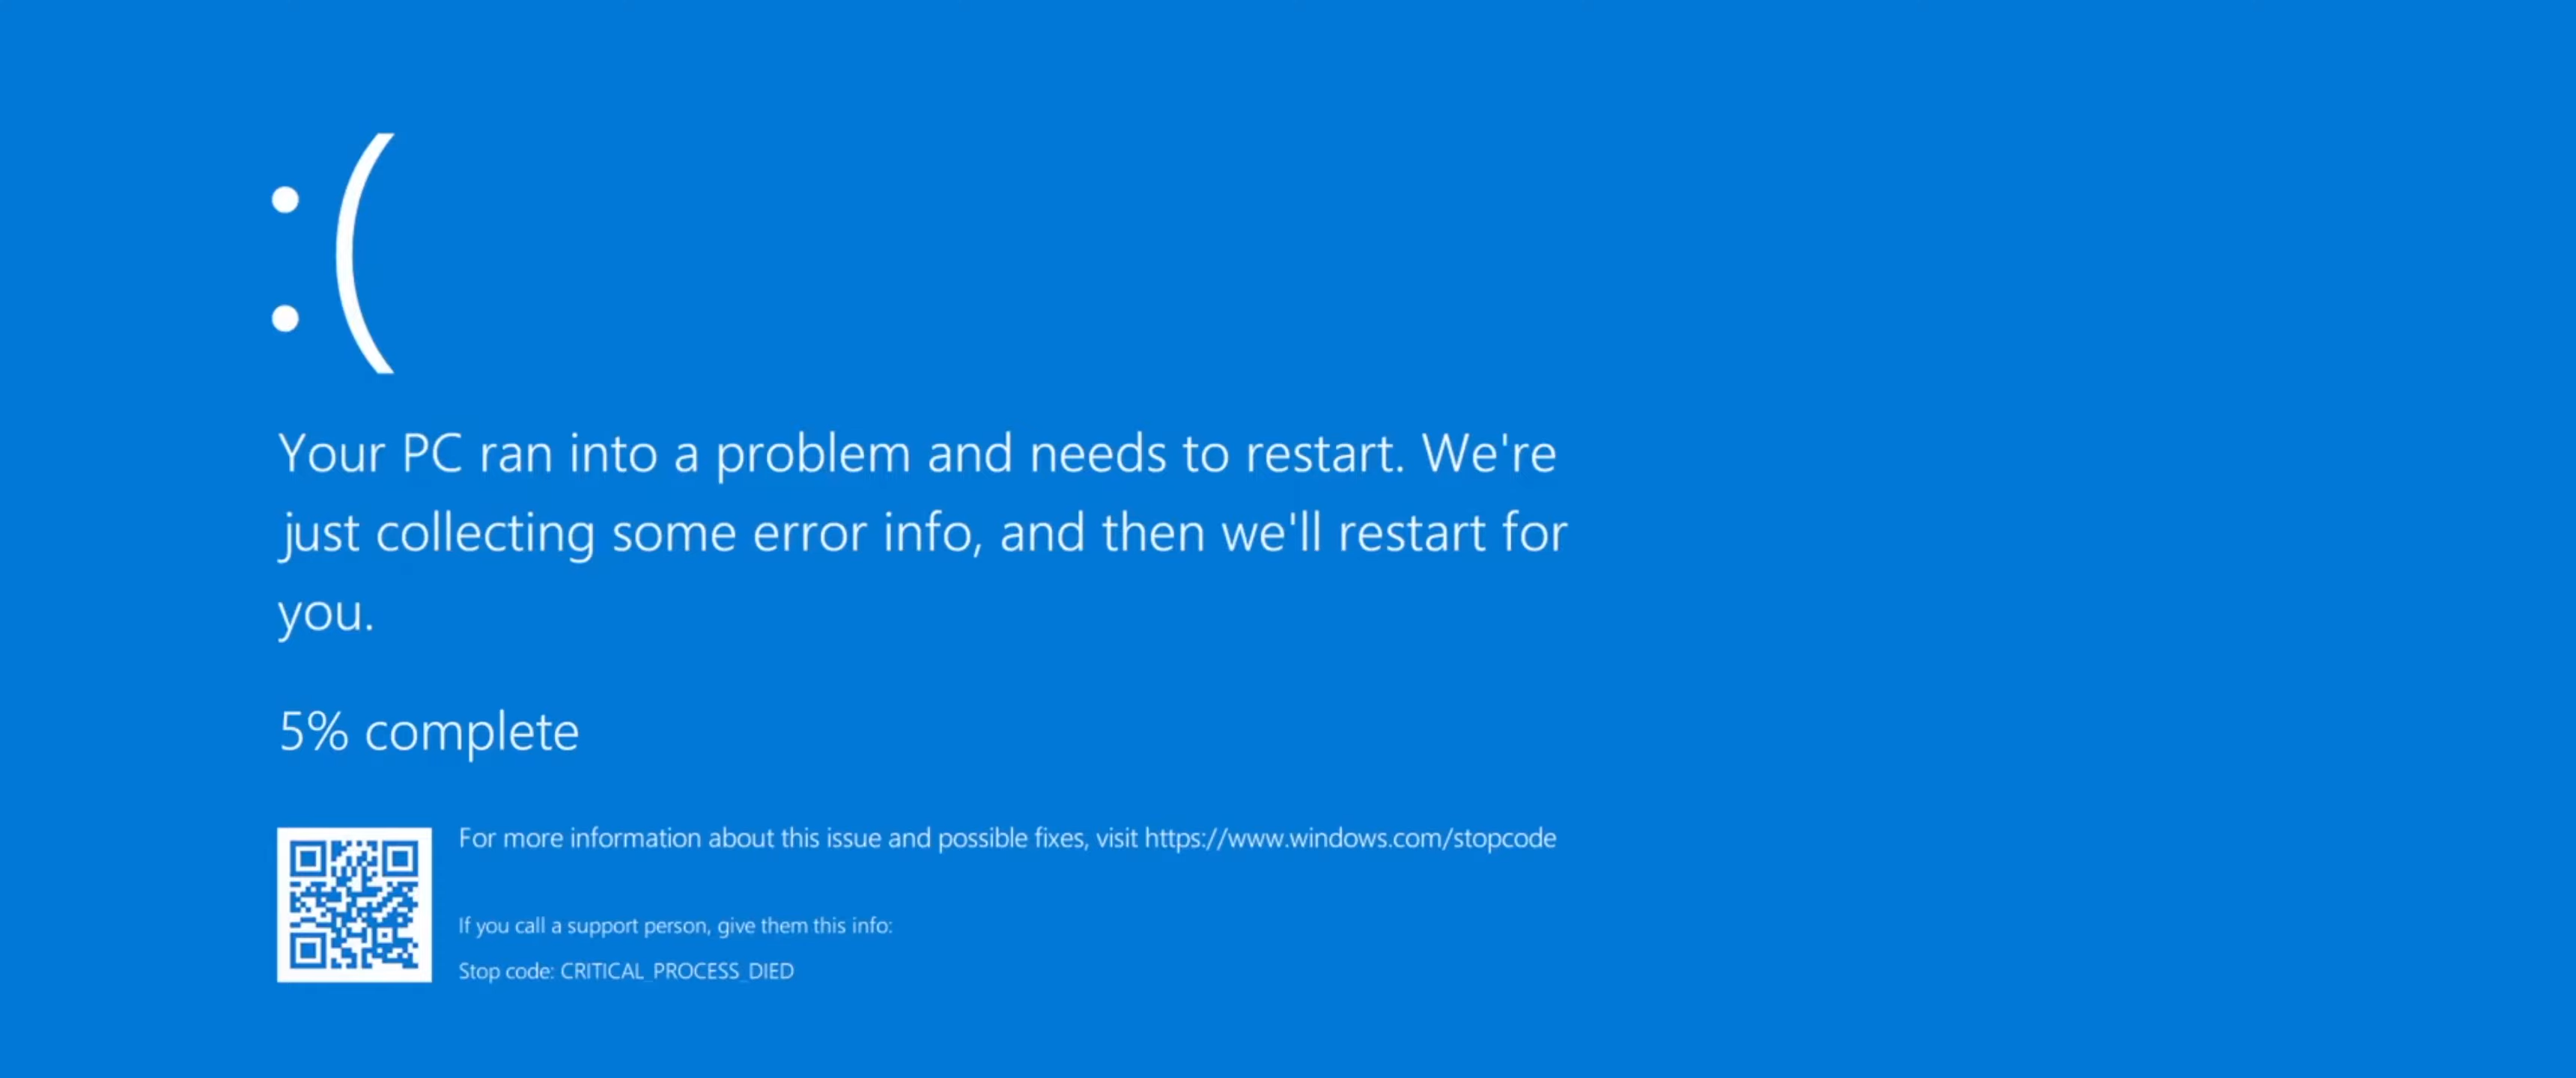 :(
Your PC ran into a problem and needs to restart. We're
just collecting some error info, and then we'll restart for
you.
5% complete
For more information about this issue and possible fixes, visit https://www.windows.com/stopcode
If you call a support person, give them this info:
Stop code: CRITICAL_PROCESS_DIED